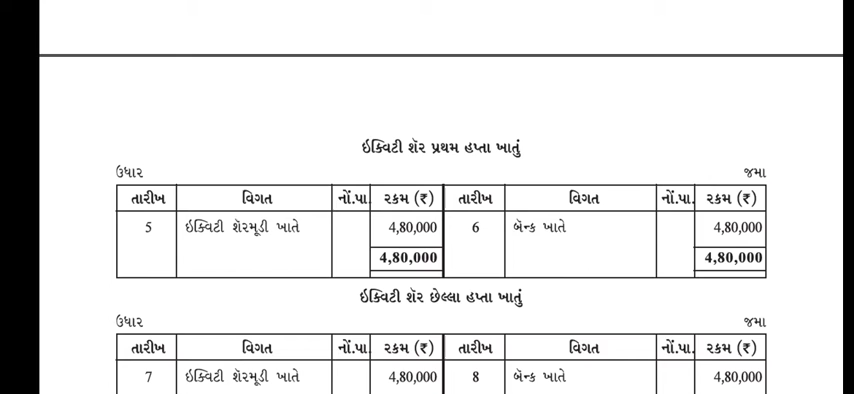 ઇક્વિટી શૅર પ્રથમ હપ્તા ખાતું
ઉધાર જમા
તારીખ વિગત નોં.પા. રકમ (₹) તારીખ વિગત નોં.પા. રકમ (₹)
5 ઇક્વિટી શૅરમૂડી ખાતે 4,80,000 6 બૅન્ક ખાતે 4,80,000
4,80,000 4,80,000
ઇક્વિટી શૅર છેલ્લા હપ્તા ખાતું
ઉધાર જમા
તારીખ વિગત નોં.પા. રકમ (₹) તારીખ વિગત નોં.પા. રકમ (₹)
7 ઇક્વિટી શૅરમૂડી ખાતે 4,80,000 8 બૅન્ક ખાતે 4,80,000